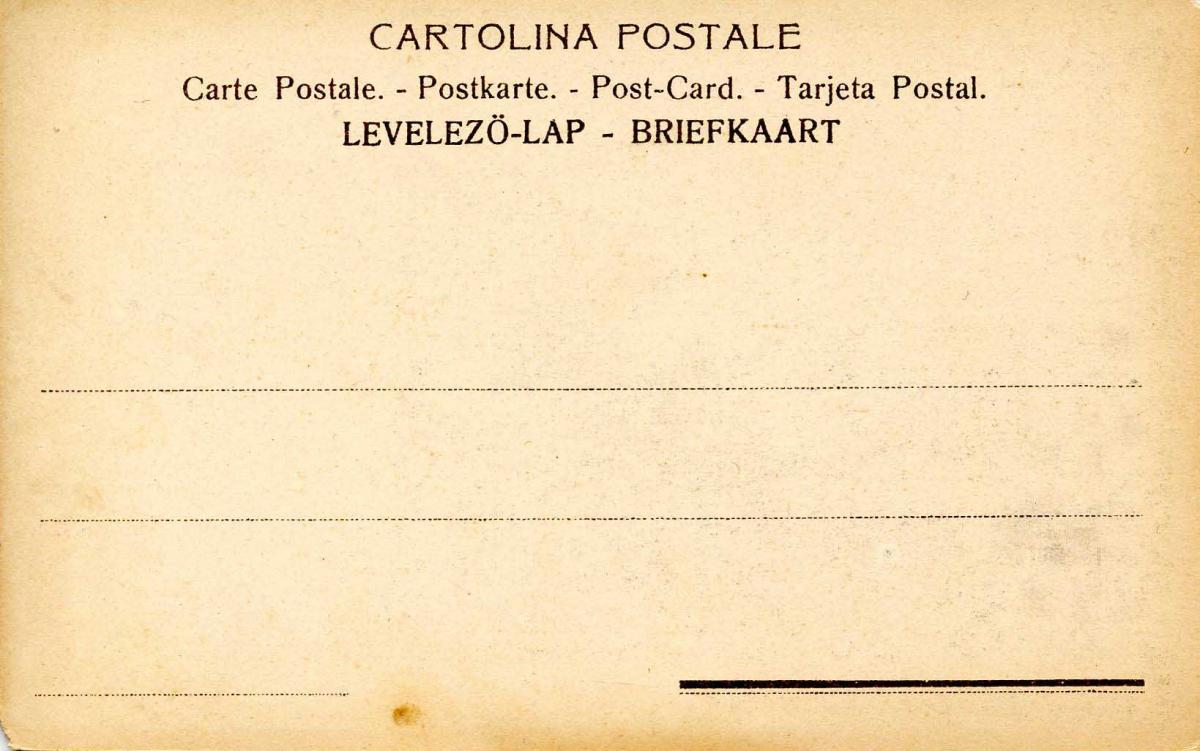 CARTOLINA POSTALE
Carte Postale. - Postkarte. - Post-Card. - Tarjeta Postal.
LEVELEZÖ-LAP - BRIEFKAART